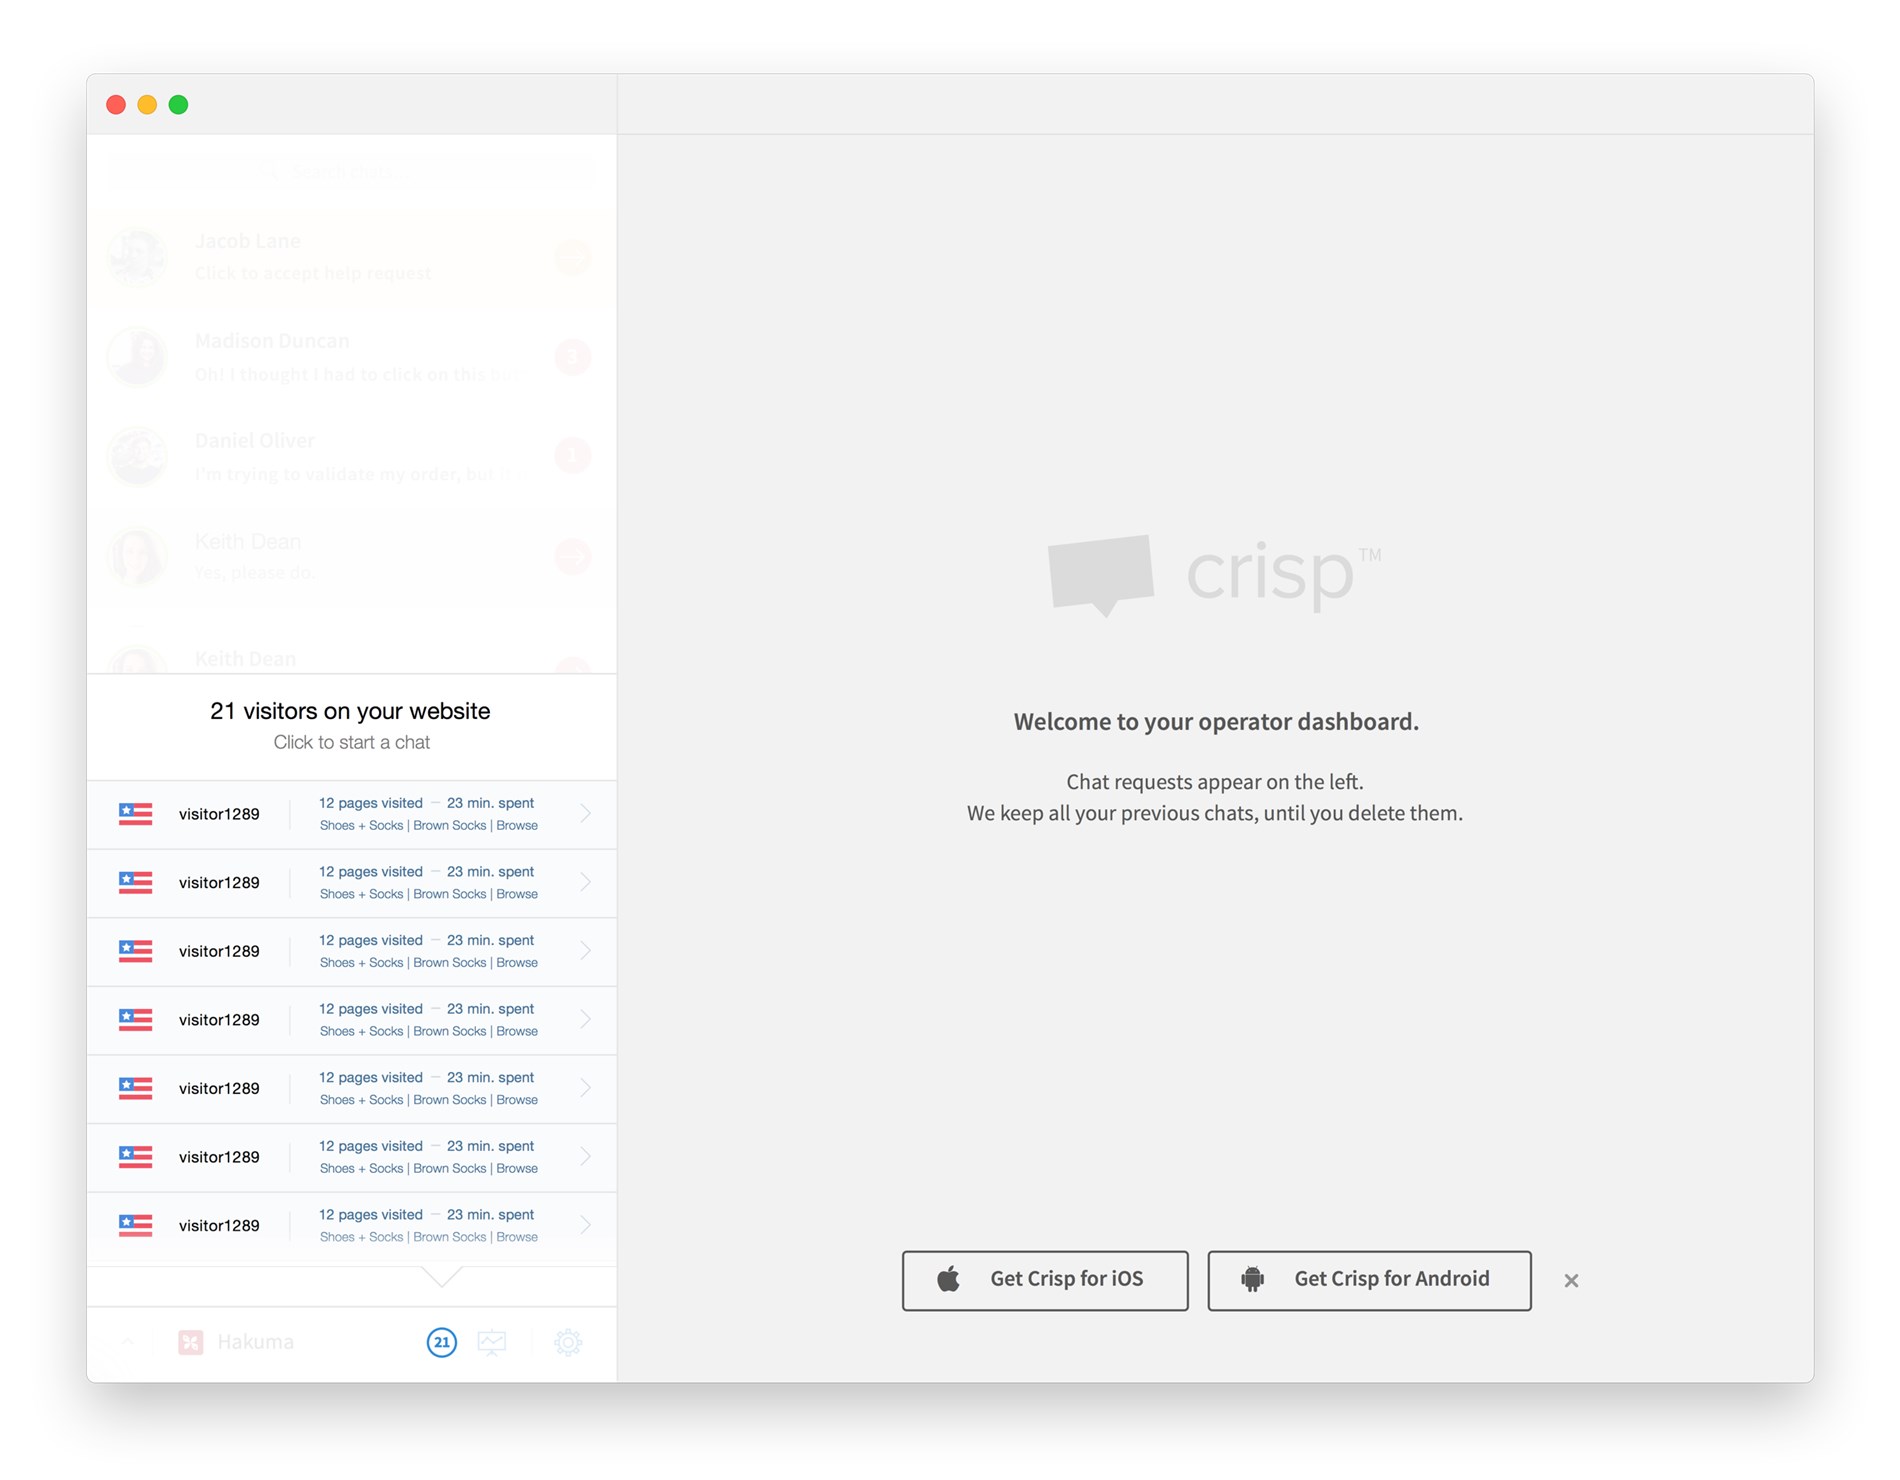 Search chats...
Jacob Lane
Click to accept help request
Madison Duncan
3
Oh! I thought I had to click on this
Daniel Oliver
1
I'm trying to validate my order, but
Keith Dean
Yes, please do.
Keith Dean
21 visitors on your website
Click to start a chat
visitor1289
12 pages visited – 23 min. spent
Shoes + Socks | Brown Socks | Browse
visitor1289
12 pages visited – 23 min. spent
Shoes + Socks | Brown Socks | Browse
visitor1289
12 pages visited – 23 min. spent
Shoes + Socks | Brown Socks | Browse
visitor1289
12 pages visited – 23 min. spent
Shoes + Socks | Brown Socks | Browse
visitor1289
12 pages visited – 23 min. spent
Shoes + Socks | Brown Socks | Browse
visitor1289
12 pages visited – 23 min. spent
Shoes + Socks | Brown Socks | Browse
visitor1289
12 pages visited – 23 min. spent
Shoes + Socks | Brown Socks | Browse
Hakuma
21
crisp™
Welcome to your operator dashboard.
Chat requests appear on the left.
We keep all your previous chats, until you delete them.
Get Crisp for iOS
Get Crisp for Android